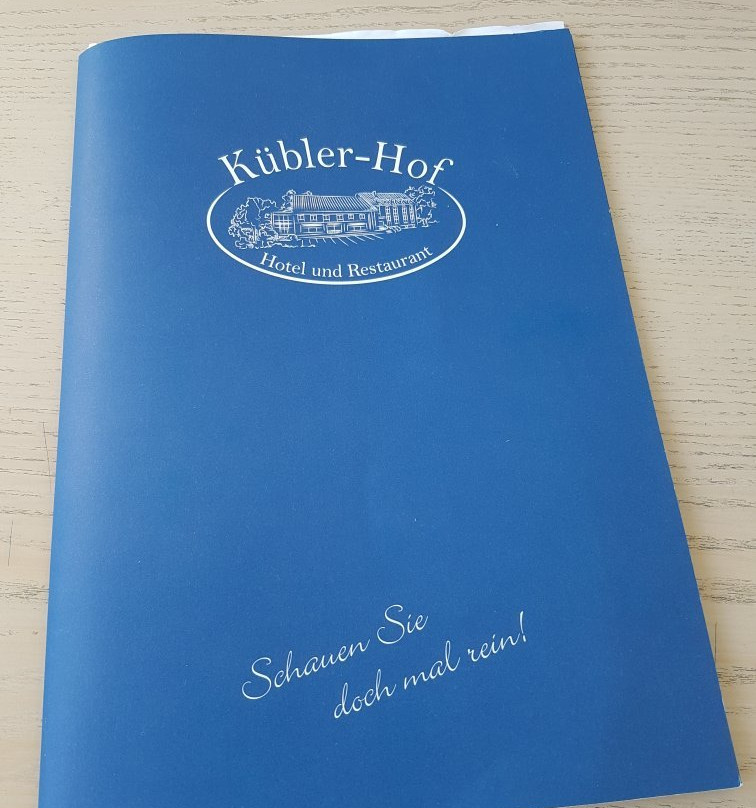 Kübler-Hof
Hotel und Restaurant
Schauen Sie
doch mal rein!